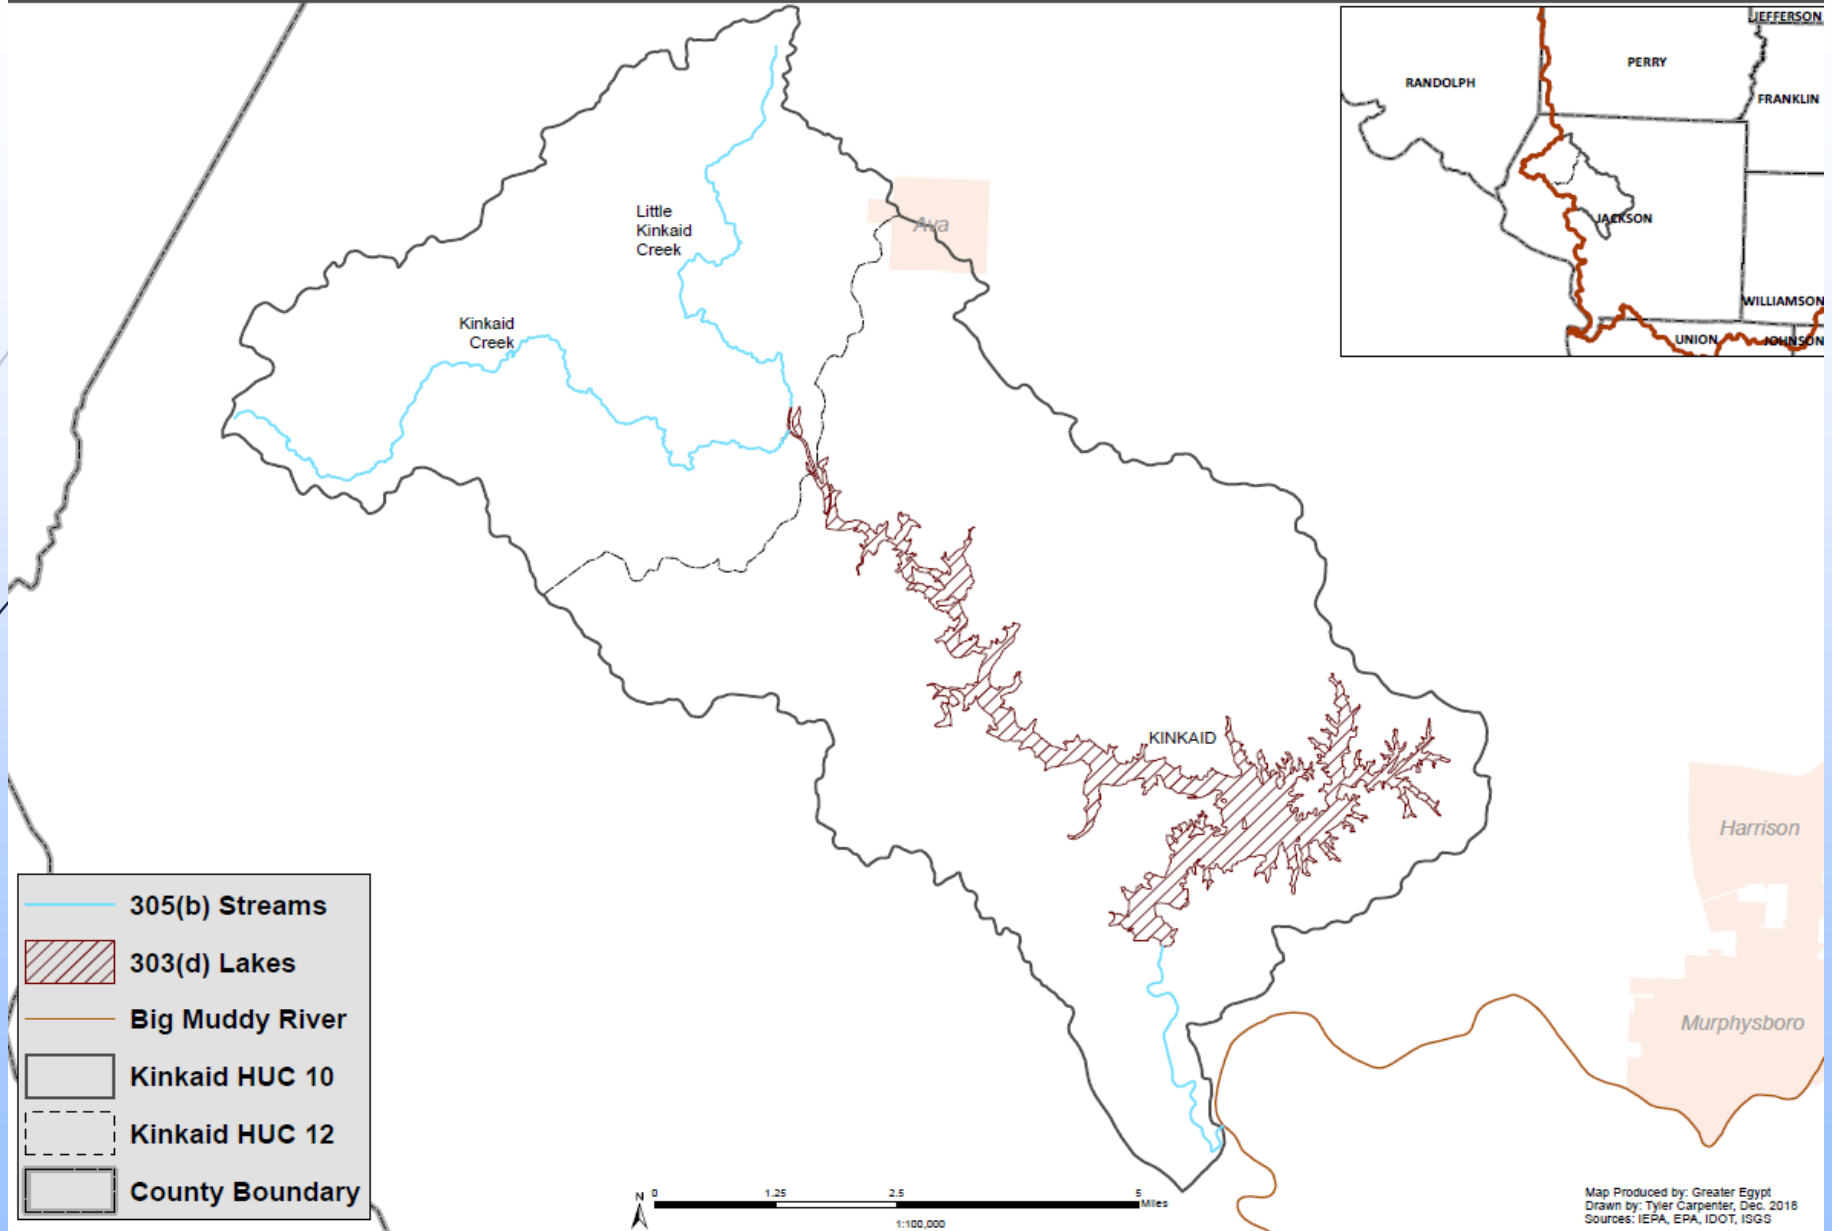 JEFFERSON
PERRY
RANDOLPH
FRANKLIN
JACKSON
WILLIAMSON
UNION
JOHNSON
Little
Kinkaid
Creek
Ava
Kinkaid
Creek
KINKAID
Harrison
Murphysboro
305(b) Streams
303(d) Lakes
Big Muddy River
Kinkaid HUC 10
Kinkaid HUC 12
County Boundary
N
0 1.25 2.5 5
Miles
1:100,000
Map Produced by: Greater Egypt
Drawn by: Tyler Carpenter, Dec. 2018
Sources: IEPA, EPA, IDOT, ISGS